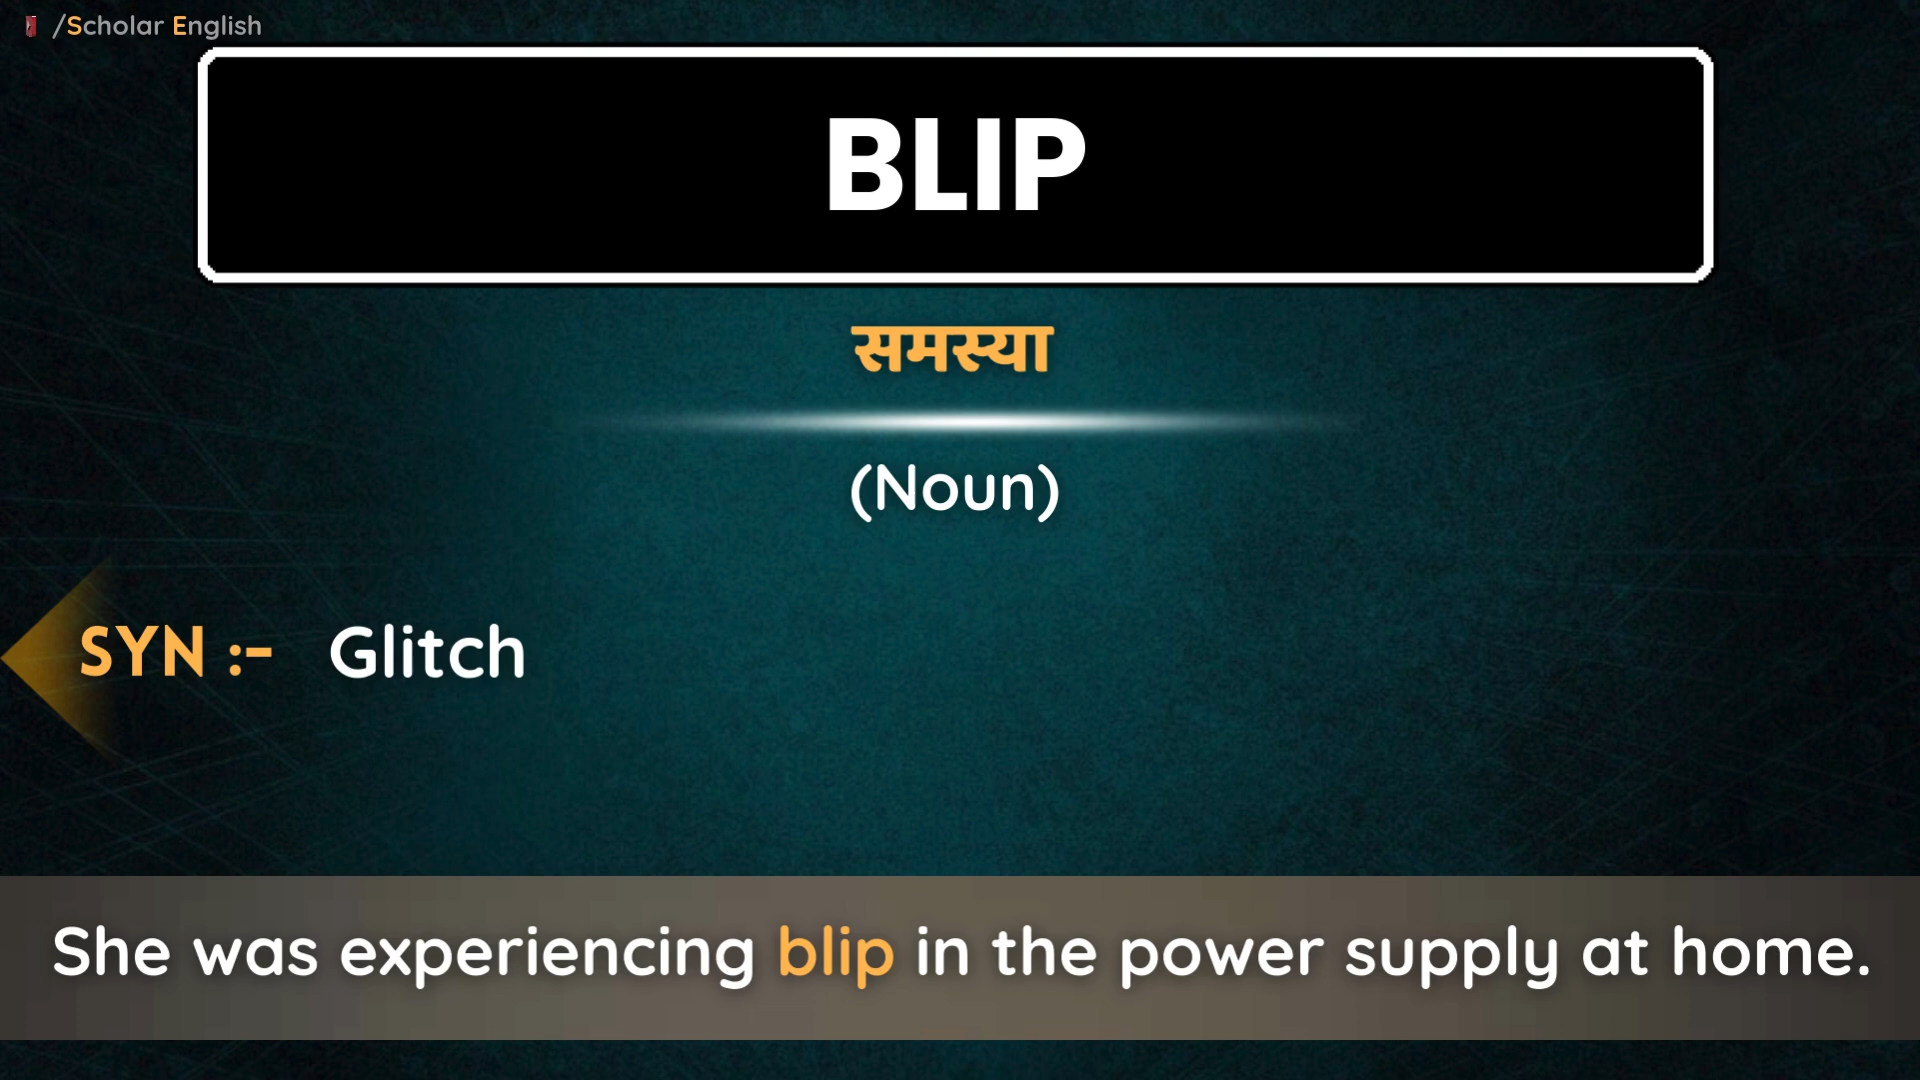 /Scholar English
BLIP
समस्या
(Noun)
SYN :- Glitch
She was experiencing blip in the power supply at home.